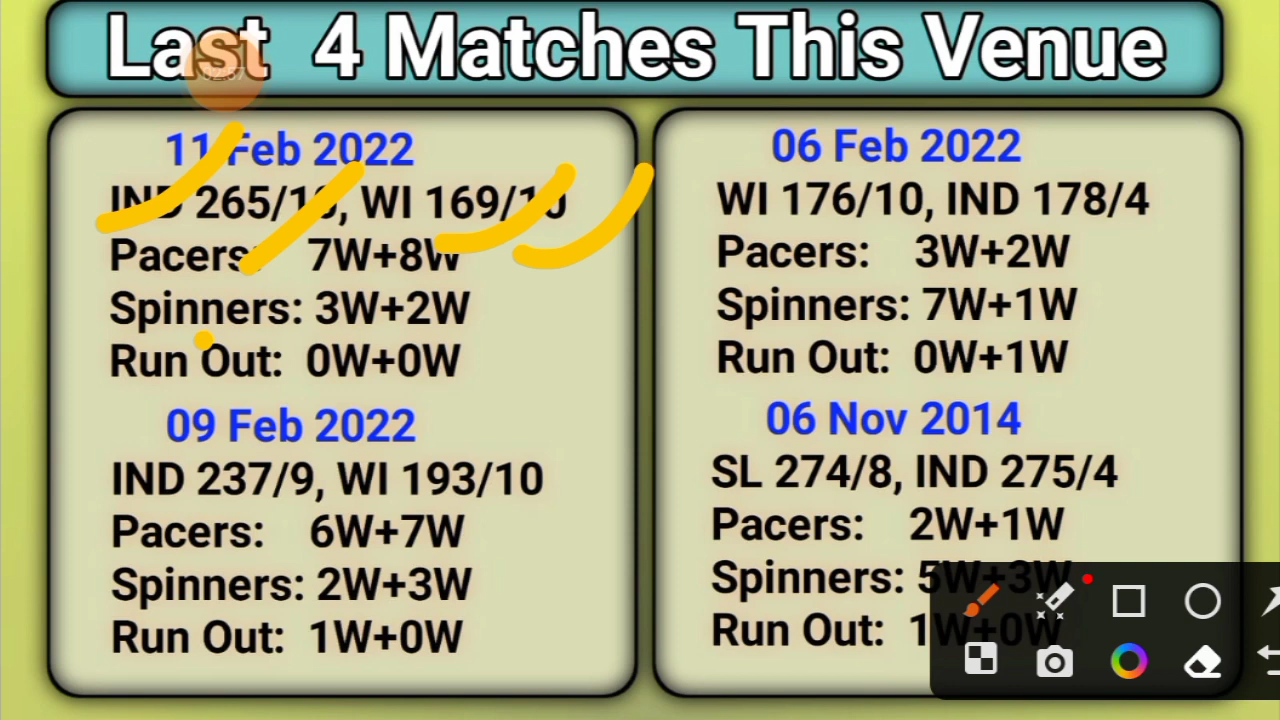 Last 4 Matches This Venue
02:37
11 Feb 2022
IND 265/10, WI 169/10
Pacers: 7W+8W
Spinners: 3W+2W
Run Out: 0W+0W
09 Feb 2022
IND 237/9, WI 193/10
Pacers: 6W+7W
Spinners: 2W+3W
Run Out: 1W+0W
06 Feb 2022
WI 176/10, IND 178/4
Pacers: 3W+2W
Spinners: 7W+1W
Run Out: 0W+1W
06 Nov 2014
SL 274/8, IND 275/4
Pacers: 2W+1W
Spinners: 5W+3W
Run Out: 1W+0W